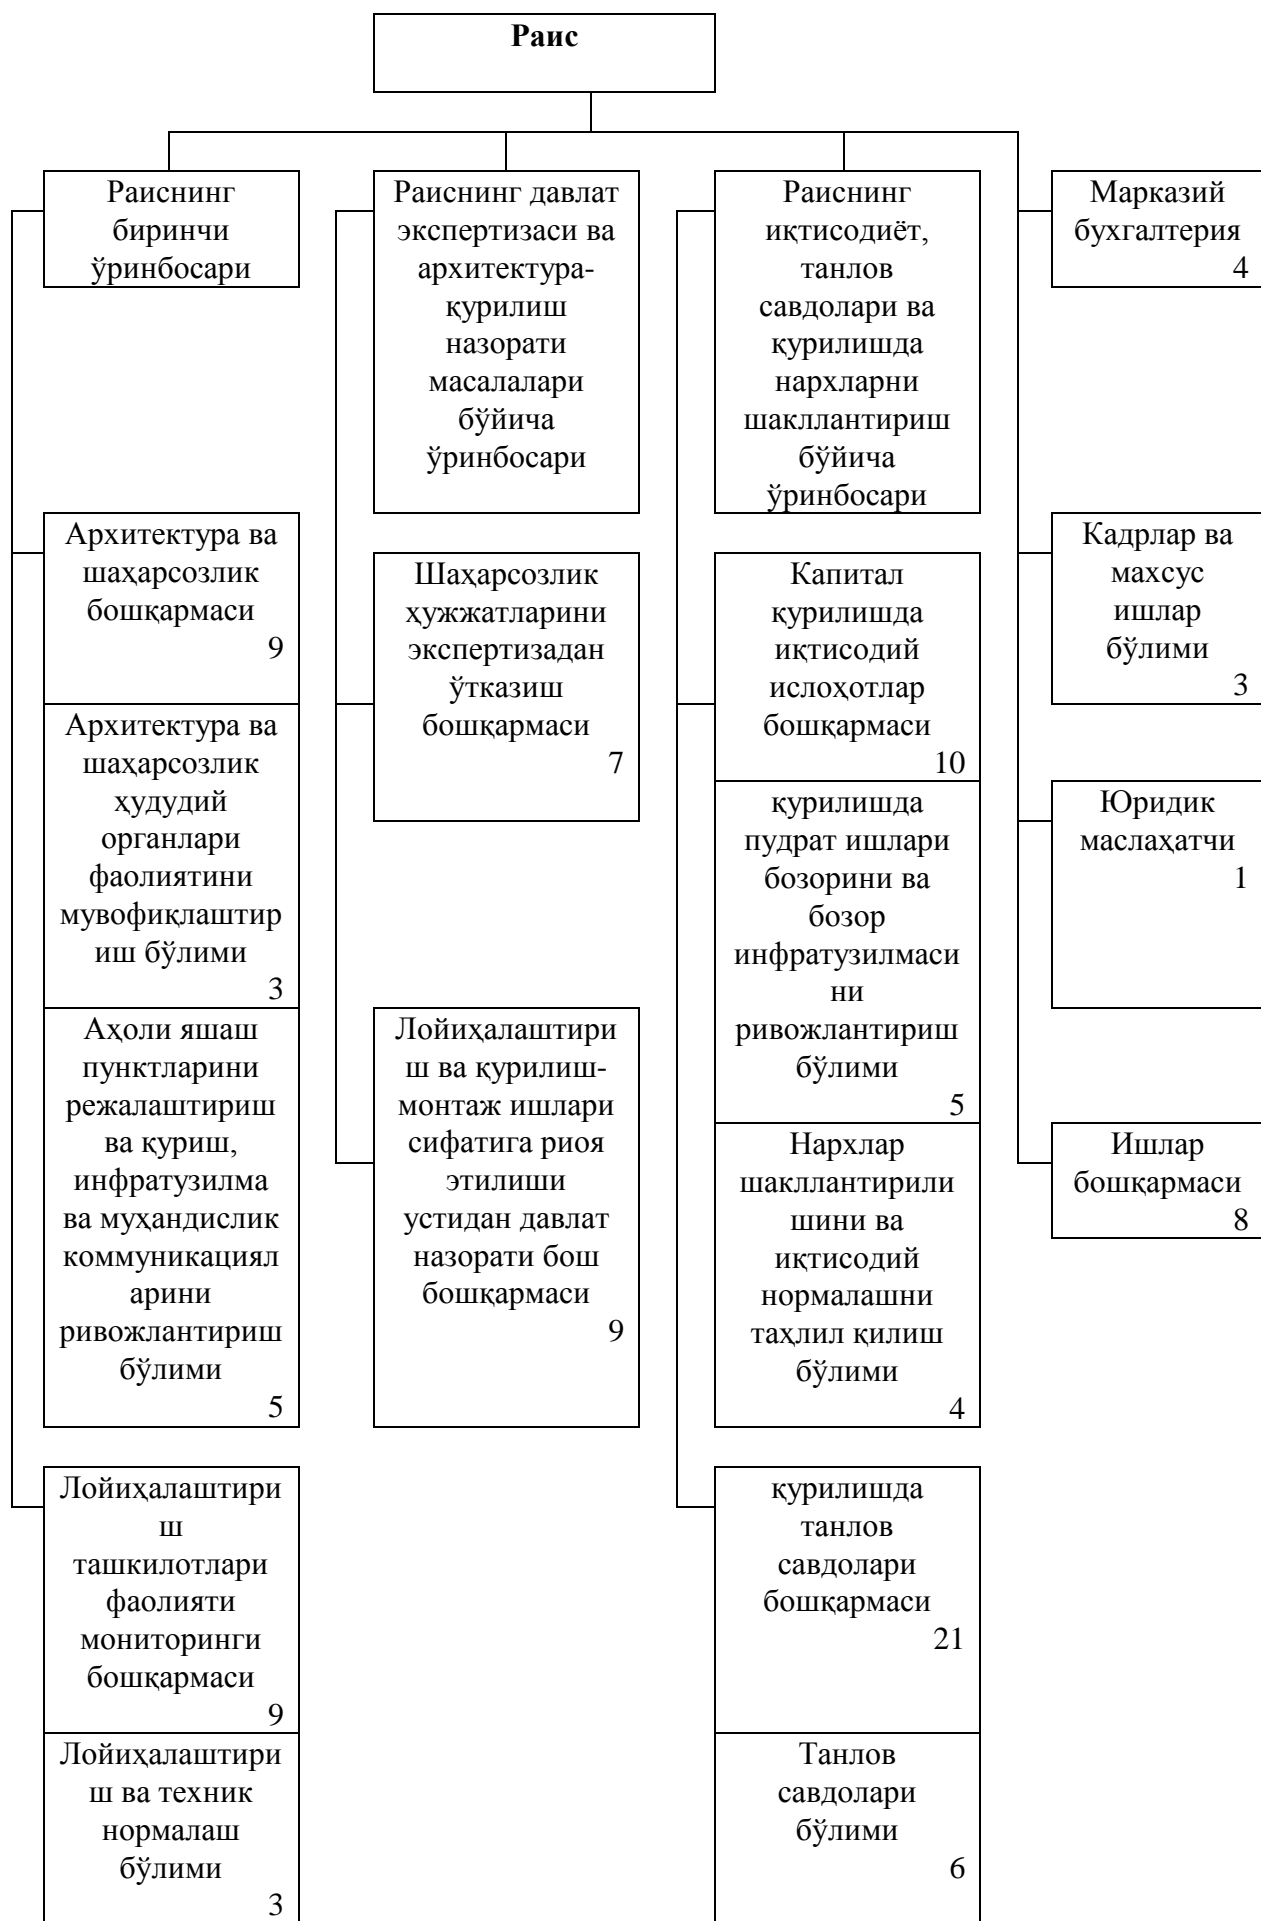 Раис
Раиснинг
биринчи
ўринбосари
Архитектура ва
шаҳарсозлик
бошқармаси
9
Архитектура ва
шаҳарсозлик
ҳудудий
органлари
фаолиятини
мувофиқлаштир
иш бўлими
3
Аҳоли яшаш
пунктларини
режалаштириш
ва қуриш,
инфратузилма
ва муҳандислик
коммуникациял
арини
ривожлантириш
бўлими
5
Лойиҳалаштири
ш
ташкилотлари
фаолияти
мониторинги
бошқармаси
9
Лойиҳалаштири
ш ва техник
нормалаш
бўлими
3
Раиснинг давлат
экспертизаси ва
архитектура-
қурилиш
назорати
масалалари
бўйича
ўринбосари
Шаҳарсозлик
ҳужжатларини
экспертизадан
ўтказиш
бошқармаси
7
Лойиҳалаштири
ш ва қурилиш-
монтаж ишлари
сифатига риоя
этилиши
устидан давлат
назорати бош
бошқармаси
9
Раиснинг
иқтисодиёт,
танлов
савдолари ва
қурилишда
нархларни
шакллантириш
бўйича
ўринбосари
Капитал
қурилишда
иқтисодий
ислоҳотлар
бошқармаси
10
қурилишда
пудрат ишлари
бозорини ва
бозор
инфратузилмаси
ни
ривожлантириш
бўлими
5
Нархлар
шакллантирили
шини ва
иқтисодий
нормалашни
таҳлил қилиш
бўлими
4
қурилишда
танлов
савдолари
бошқармаси
21
Танлов
савдолари
бўлими
6
Марказий
бухгалтерия
4
Кадрлар ва
махсус
ишлар
бўлими
3
Юридик
маслаҳатчи
1
Ишлар
бошқармаси
8